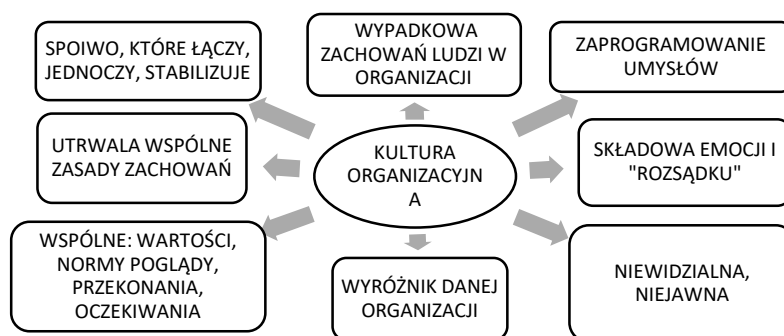 SPOIWO, KTÓRE ŁĄCZY,
JEDNOCZY, STABILIZUJE
WYPADKOWA
ZACHOWAŃ LUDZI W
ORGANIZACJI
ZAPROGRAMOWANIE
UMYSŁÓW
UTRWALA WSPÓLNE
ZASADY ZACHOWAŃ
KULTURA
ORGANIZACYJN
A
SKŁADOWA EMOCJI I
"ROZSĄDKU"
WSPÓLNE: WARTOŚCI,
NORMY POGLĄDY,
PRZEKONANIA,
OCZEKIWANIA
WYRÓŻNIK DANEJ
ORGANIZACJI
NIEWIDZIALNA,
NIEJAWNA